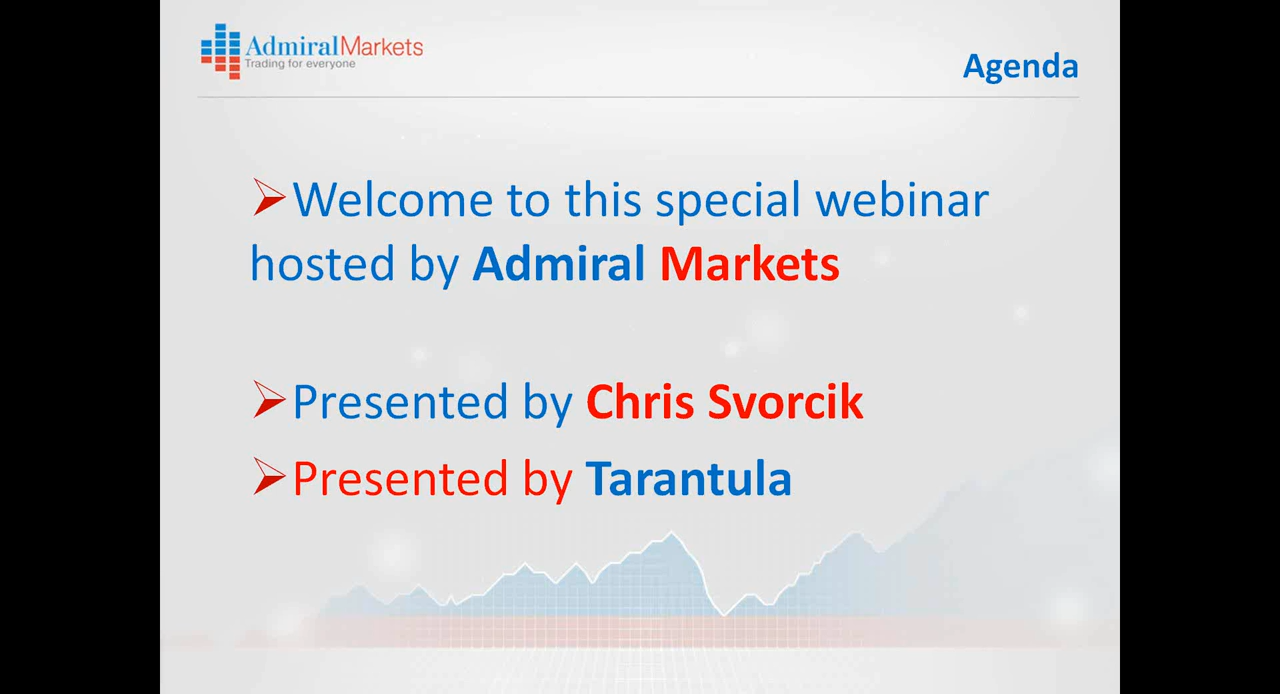 AdmiralMarkets
Trading for everyone
Agenda
➢Welcome to this special webinar
hosted by Admiral Markets
➢Presented by Chris Svorcik
➢Presented by Tarantula